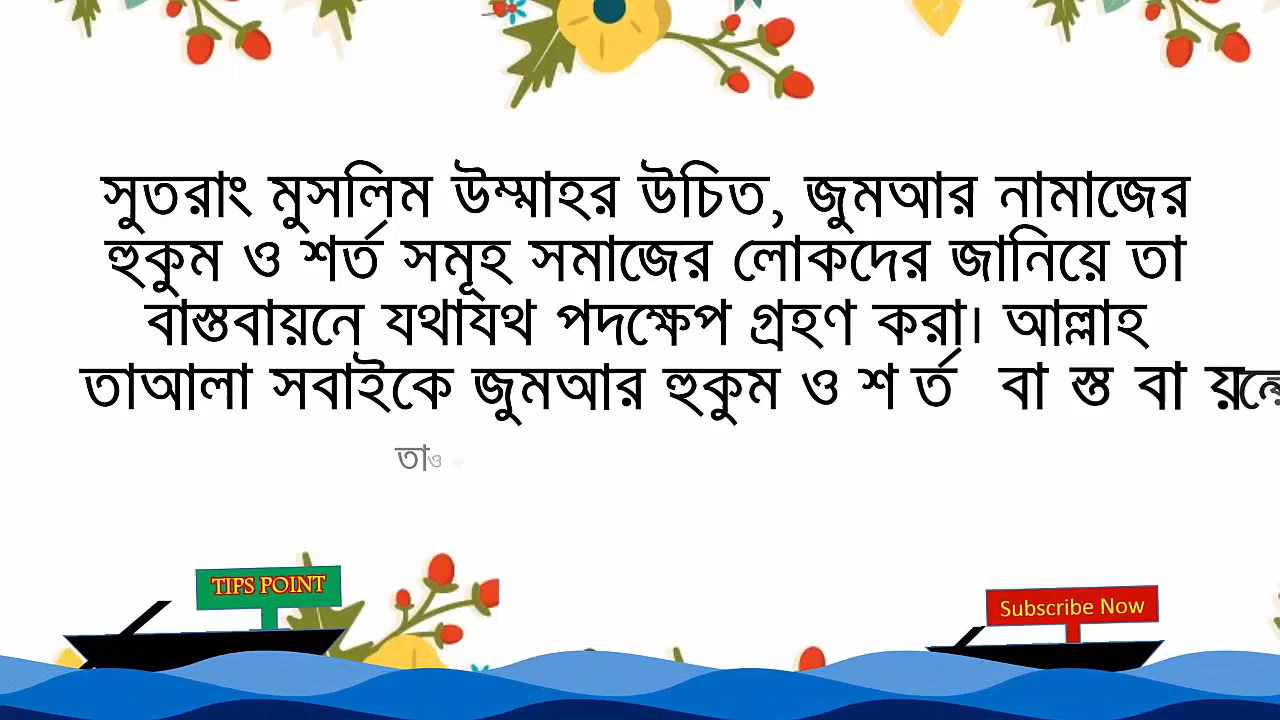 সুতরাং মুসলিম উম্মাহর উচিত, জুমআর নামাজের
হুকুম ও শর্ত সমূহ সমাজের লোকদের জানিয়ে তা
বাস্তবায়নে যথাযথ পদক্ষেপ গ্রহণ করা। আল্লাহ
তাআলা সবাইকে জুমআর হুকুম ও শর্ত বাস্তবায়নে
তাও
TIPS POINT
Subscribe Now